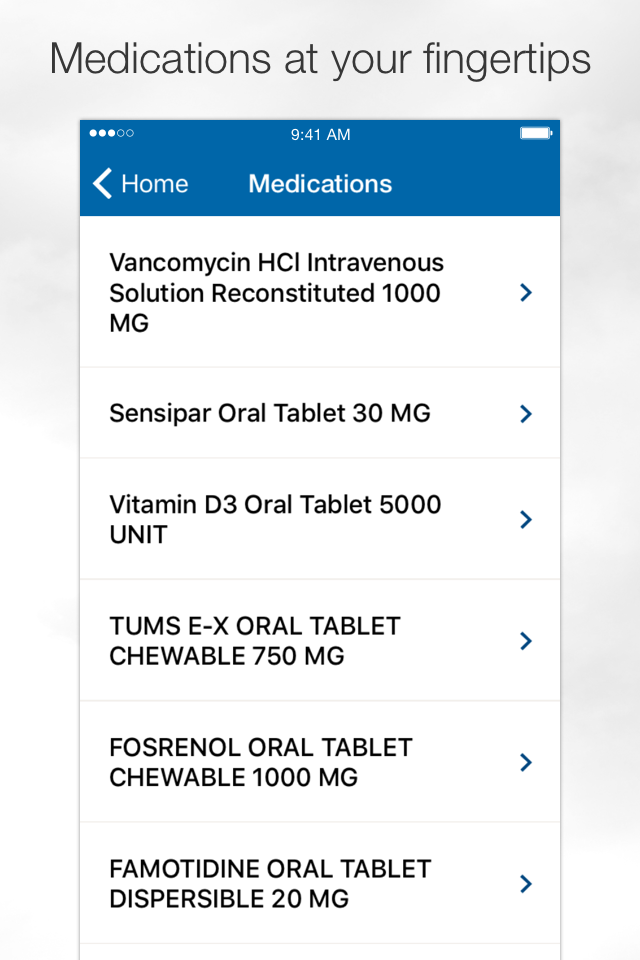 Medications at your fingertips
9:41 AM
Home Medications
Vancomycin HCl Intravenous
Solution Reconstituted 1000
MG
Sensipar Oral Tablet 30 MG
Vitamin D3 Oral Tablet 5000
UNIT
TUMS E-X ORAL TABLET
CHEWABLE 750 MG
FOSRENOL ORAL TABLET
CHEWABLE 1000 MG
FAMOTIDINE ORAL TABLET
DISPERSIBLE 20 MG